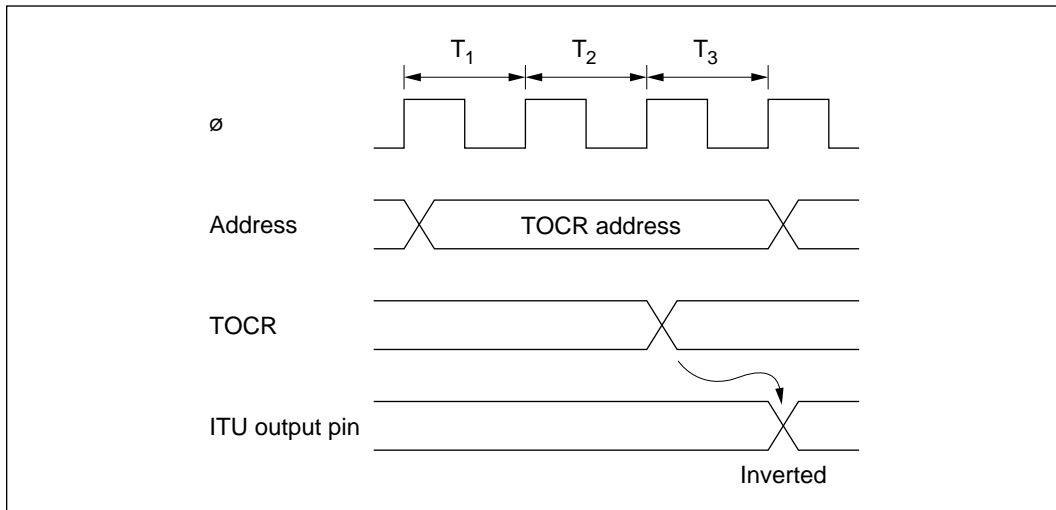 T1
T2
T3
ø
Address
TOCR address
TOCR
ITU output pin
Inverted